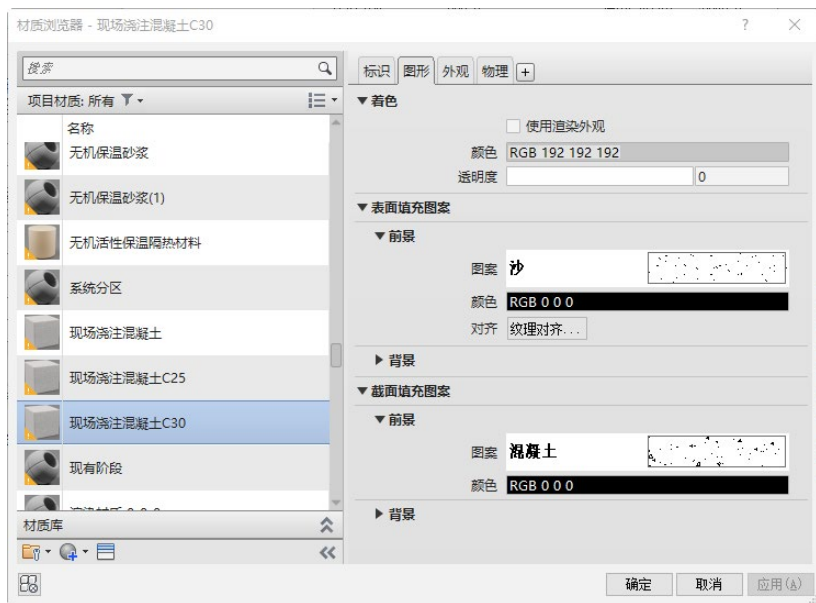 材质浏览器 - 现场浇注混凝土C30
?
搜索
项目材质: 所有
名称
无机保温砂浆
无机保温砂浆(1)
无机活性保温隔热材料
系统分区
现场浇注混凝土
现场浇注混凝土C25
现场浇注混凝土C30
现有阶段
材质库
标识 图形 外观 物理 +
着色
使用渲染外观
颜色 RGB 192 192 192
透明度 0
表面填充图案
前景
图案 沙
颜色 RGB 0 0 0
对齐 纹理对齐...
背景
截面填充图案
前景
图案 混凝土
颜色 RGB 0 0 0
背景
确定 取消 应用(A)